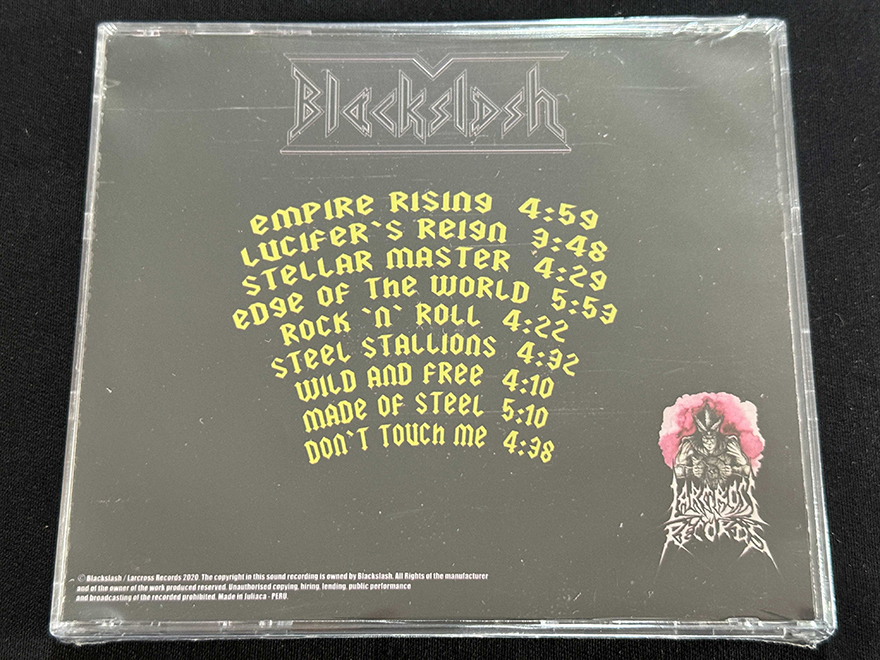 Blackslash
EMPIRE RISING 4:59
LUCIFER`S REIGN 3:48
STELLAR MASTER 4:29
EDGE OF THE WORLD 5:53
ROCK `N` ROLL 4:22
STEEL STALLIONS 4:32
WILD AND FREE 4:10
MADE OF STEEL 5:10
DON`T TOUCH ME 4:38
LARCROSS
RECORDS
© Blackslash / Larcross Records 2020. The copyright in this sound recording is owned by Blackslash. All Rights of the manufacturer
and of the owner of the work produced reserved. Unauthorised copying, hiring, lending, public performance
and broadcasting of the recorded prohibited. Made in Juliaca - PERU.